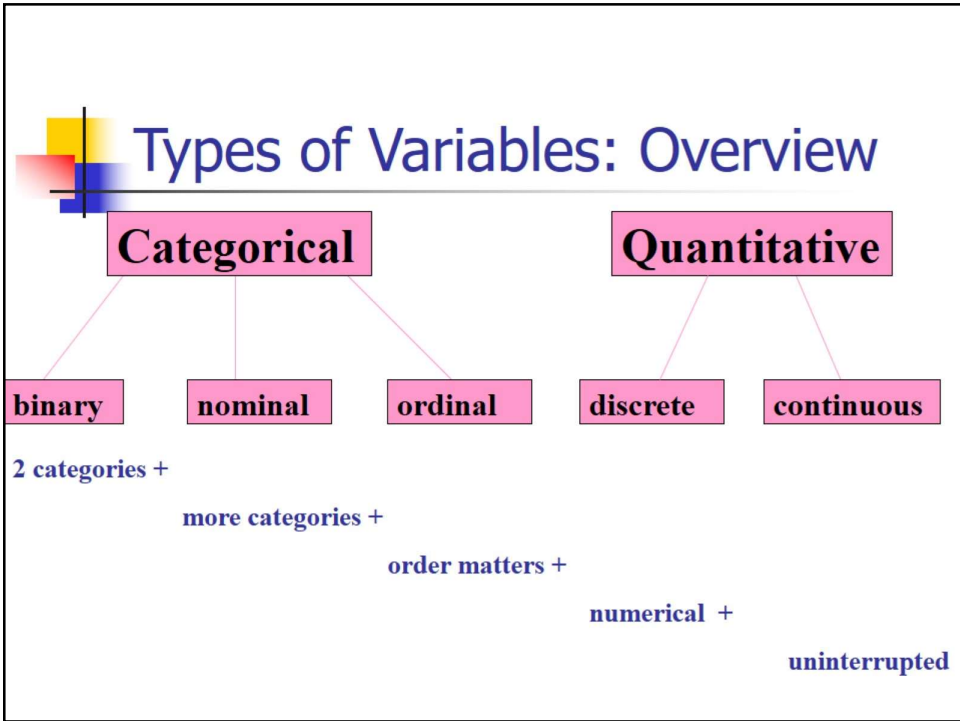 Types of Variables: Overview
Categorical
Quantitative
binary
nominal
ordinal
discrete
continuous
2 categories +
more categories +
order matters +
numerical +
uninterrupted